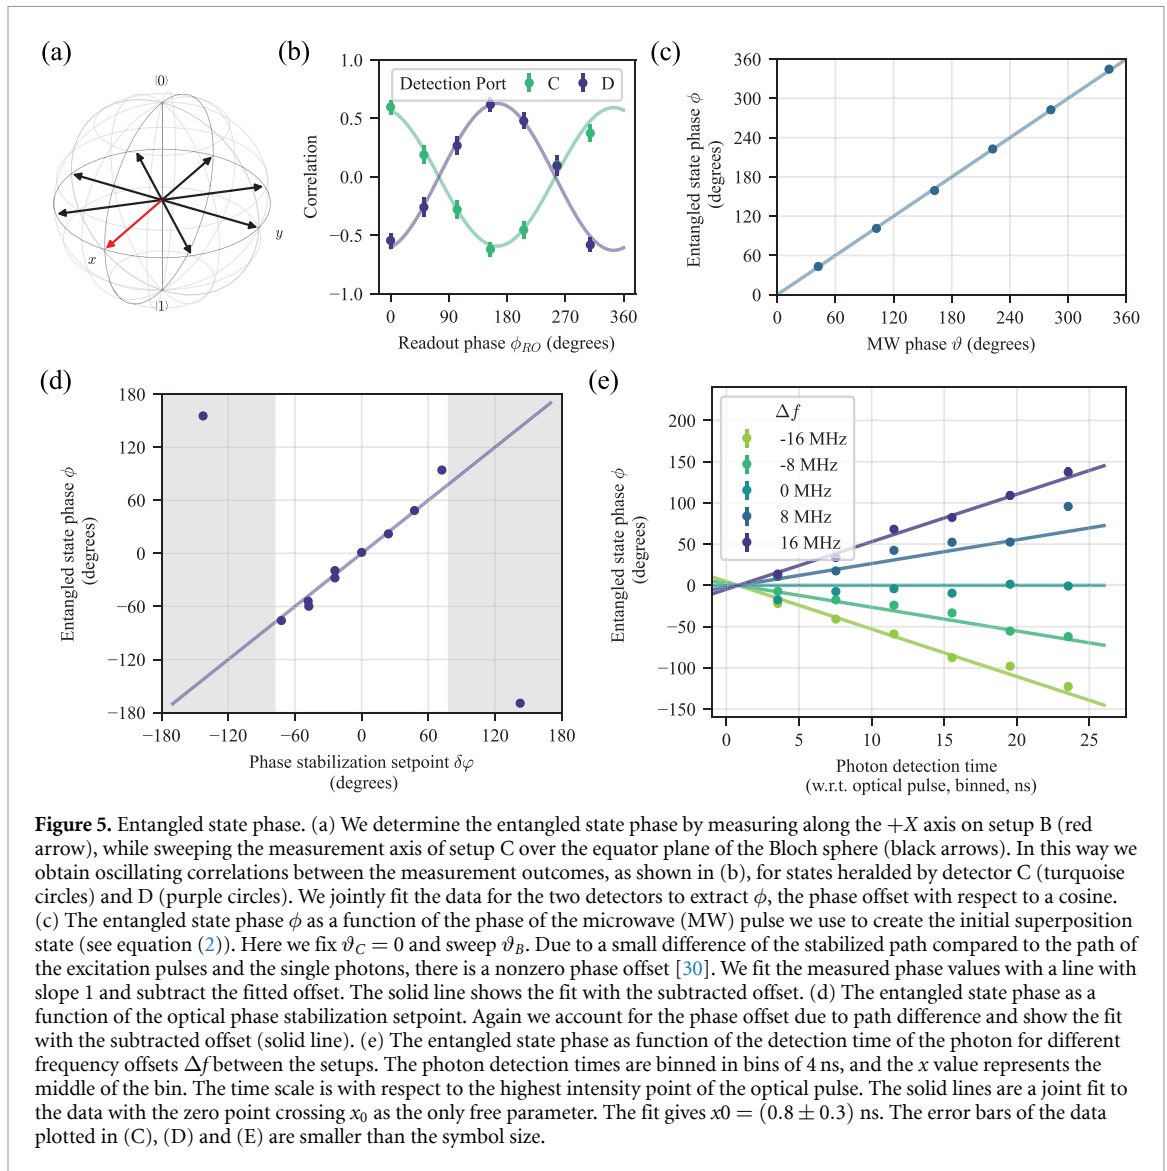 (a)
|0⟩
x
y
|1⟩
(b)
1.0
0.5
0.0
−0.5
−1.0
Correlation
Detection Port C D
0 90 180 270 360
Readout phase ϕRO (degrees)
(c)
360
300
240
180
120
60
0
Entangled state phase ϕ
(degrees)
0 60 120 180 240 300 360
MW phase ϑ (degrees)
(d)
180
120
60
0
−60
−120
−180
Entangled state phase ϕ
(degrees)
−180 −120 −60 0 60 120 180
Phase stabilization setpoint δφ
(degrees)
(e)
200
150
100
50
0
−50
−100
−150
Entangled state phase ϕ
(degrees)
Δf
-16 MHz
-8 MHz
0 MHz
8 MHz
16 MHz
0 5 10 15 20 25
Photon detection time
(w.r.t. optical pulse, binned, ns)
Figure 5. Entangled state phase. (a) We determine the entangled state phase by measuring along the +X axis on setup B (red
arrow), while sweeping the measurement axis of setup C over the equator plane of the Bloch sphere (black arrows). In this way we
obtain oscillating correlations between the measurement outcomes, as shown in (b), for states heralded by detector C (turquoise
circles) and D (purple circles). We jointly fit the data for the two detectors to extract ϕ, the phase offset with respect to a cosine.
(c) The entangled state phase ϕ as a function of the phase of the microwave (MW) pulse we use to create the initial superposition
state (see equation (2)). Here we fix ϑC = 0 and sweep ϑB. Due to a small difference of the stabilized path compared to the path of
the excitation pulses and the single photons, there is a nonzero phase offset [30]. We fit the measured phase values with a line with
slope 1 and subtract the fitted offset. The solid line shows the fit with the subtracted offset. (d) The entangled state phase as a
function of the optical phase stabilization setpoint. Again we account for the phase offset due to path difference and show the fit
with the subtracted offset (solid line). (e) The entangled state phase as function of the detection time of the photon for different
frequency offsets Δf between the setups. The photon detection times are binned in bins of 4 ns, and the x value represents the
middle of the bin. The time scale is with respect to the highest intensity point of the optical pulse. The solid lines are a joint fit to
the data with the zero point crossing x0 as the only free parameter. The fit gives x0 = (0.8 ± 0.3) ns. The error bars of the data
plotted in (C), (D) and (E) are smaller than the symbol size.